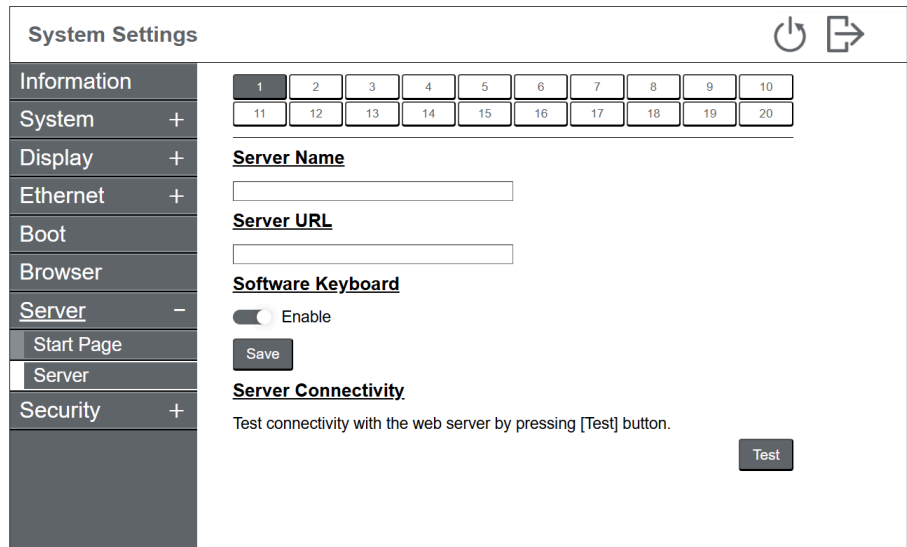 System Settings
Information
System +
Display +
Ethernet +
Boot
Browser
Server −
Start Page
Server
Security +
1 2 3 4 5 6 7 8 9 10
11 12 13 14 15 16 17 18 19 20
Server Name
Server URL
Software Keyboard
Enable
Save
Server Connectivity
Test connectivity with the web server by pressing [Test] button.
Test